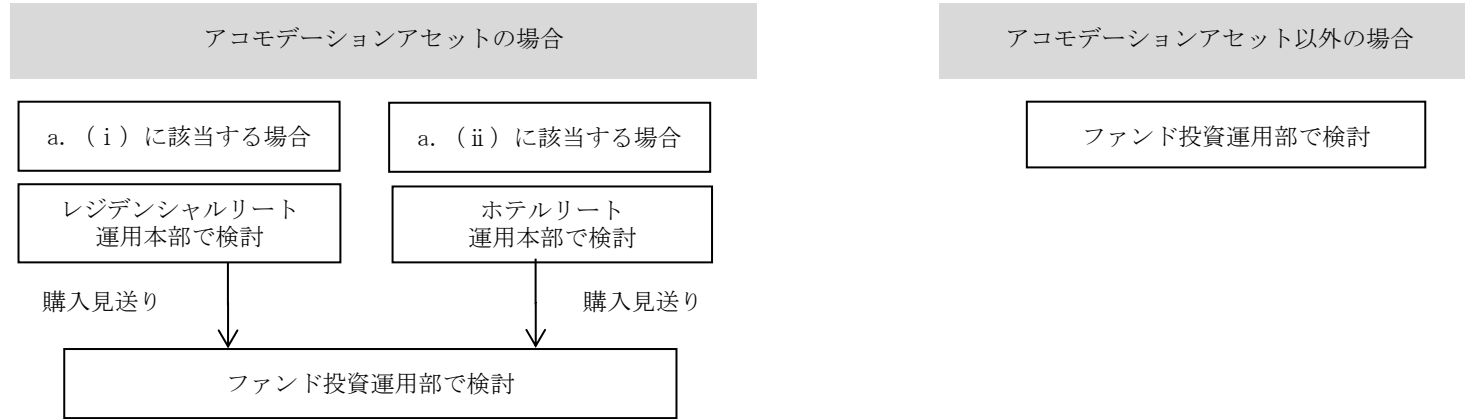 アコモデーションアセットの場合
a. (ⅰ)に該当する場合
レジデンシャルリート
運用本部で検討
購入見送り
a. (ⅱ)に該当する場合
ホテルリート
運用本部で検討
購入見送り
ファンド投資運用部で検討
アコモデーションアセット以外の場合
ファンド投資運用部で検討